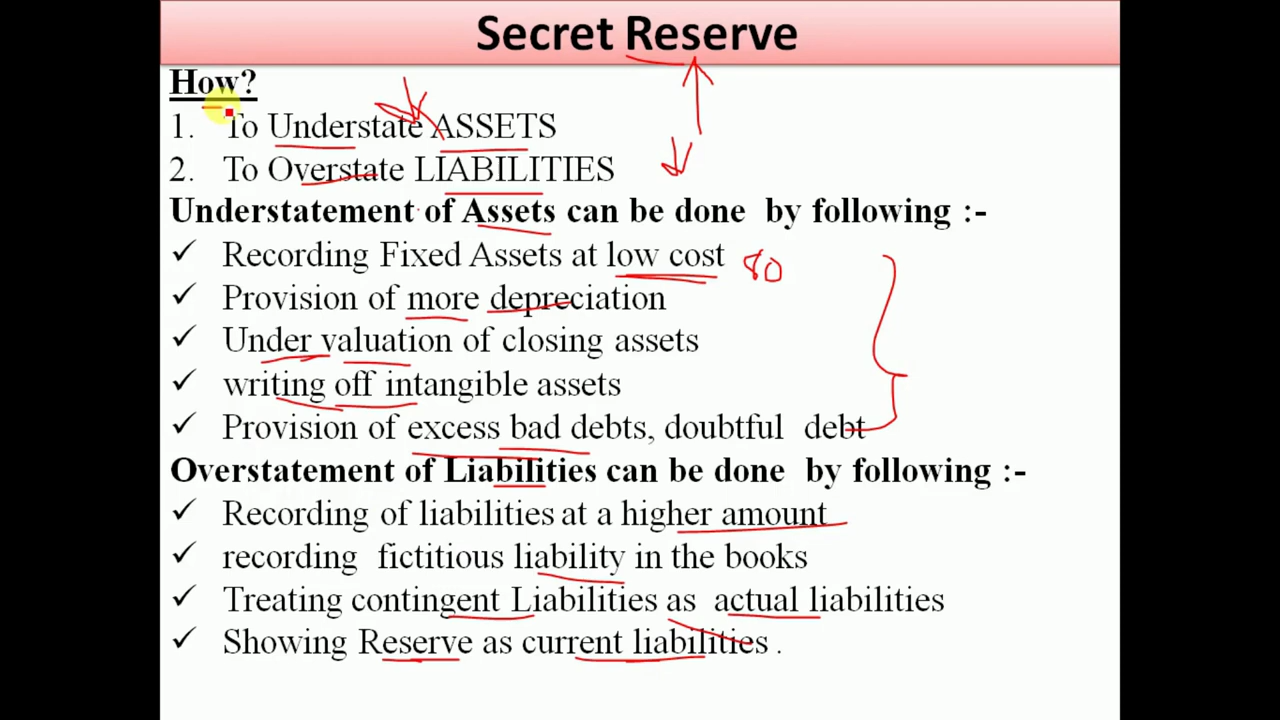 Secret Reserve
How?
1. To Understate ASSETS
2. To Overstate LIABILITIES
Understatement of Assets can be done by following :-
✓ Recording Fixed Assets at low cost 80
✓ Provision of more depreciation
✓ Under valuation of closing assets
✓ writing off intangible assets
✓ Provision of excess bad debts, doubtful debt
Overstatement of Liabilities can be done by following :-
✓ Recording of liabilities at a higher amount
✓ recording fictitious liability in the books
✓ Treating contingent Liabilities as actual liabilities
✓ Showing Reserve as current liabilities .